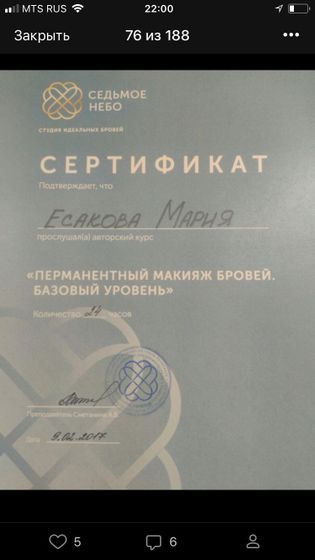 MTS RUS 22:00
Закрыть 76 из 188
СЕДЬМОЕ
НЕБО
СТУДИЯ ИДЕАЛЬНЫХ БРОВЕЙ
СЕРТИФИКАТ
Подтверждает, что
ЕСАКОВА МАРИЯ
прослушал(а) авторский курс
«ПЕРМАНЕНТНЫЙ МАКИЯЖ БРОВЕЙ.
БАЗОВЫЙ УРОВЕНЬ»
Количество 24 часов
Преподаватель Сметанина А.В.
Дата 9.02.2017
5 6